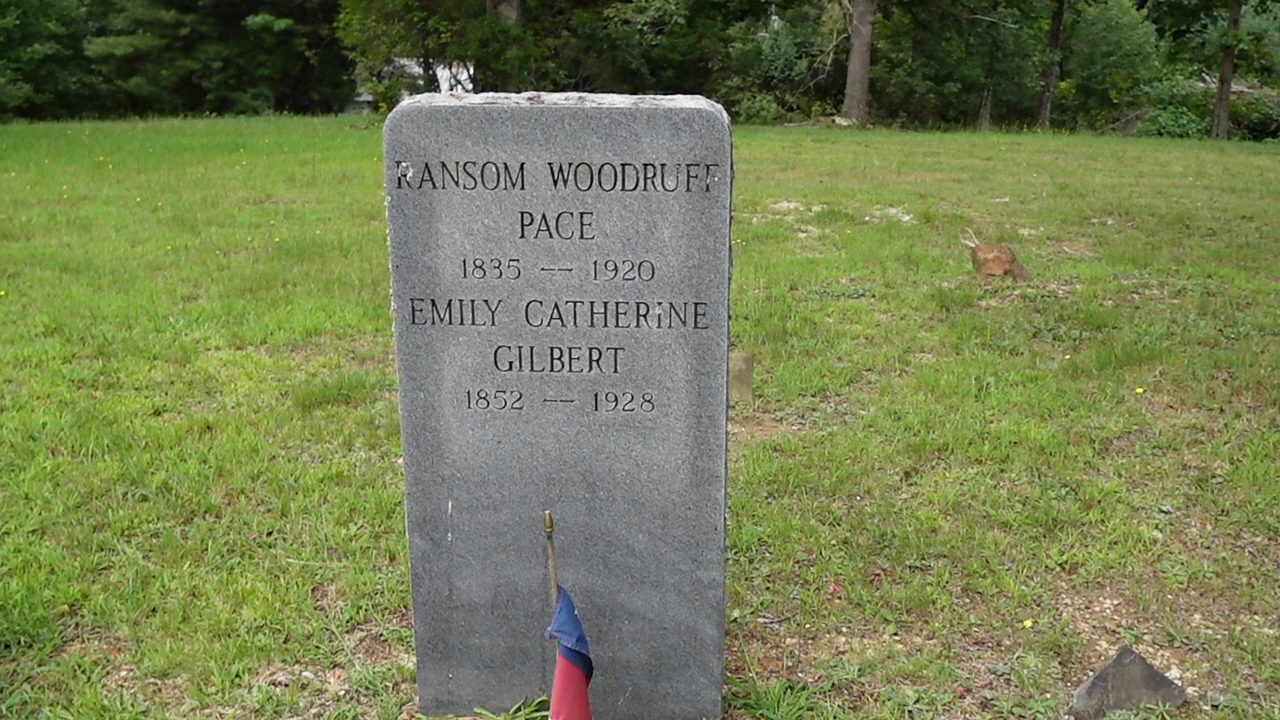 RANSOM WOODRUFF
PACE
1835 -- 1920
EMILY CATHERINE
GILBERT
1852 -- 1928